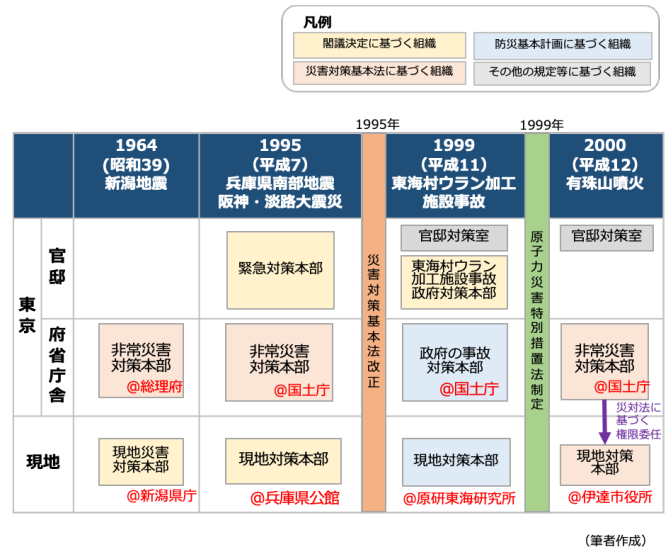 凡例
閣議決定に基づく組織
防災基本計画に基づく組織
災害対策基本法に基づく組織
その他の規定等に基づく組織
1995年
1999年
1964
(昭和39)
新潟地震
1995
(平成7)
兵庫県南部地震
阪神・淡路大震災
1999
(平成11)
東海村ウラン加工
施設事故
2000
(平成12)
有珠山噴火
災害対策基本法改正
原子力災害特別措置法制定
東京
官邸
緊急対策本部
官邸対策室
東海村ウラン
加工施設事故
政府対策本部
官邸対策室
府省庁舎
非常災害
対策本部
@総理府
非常災害
対策本部
@国土庁
政府の事故
対策本部
@国土庁
非常災害
対策本部
@国土庁
災対法に
基づく
権限委任
現地
現地災害
対策本部
@新潟県庁
現地対策本部
@兵庫県公館
現地対策本部
@原研東海研究所
現地対策
本部
@伊達市役所
(筆者作成)